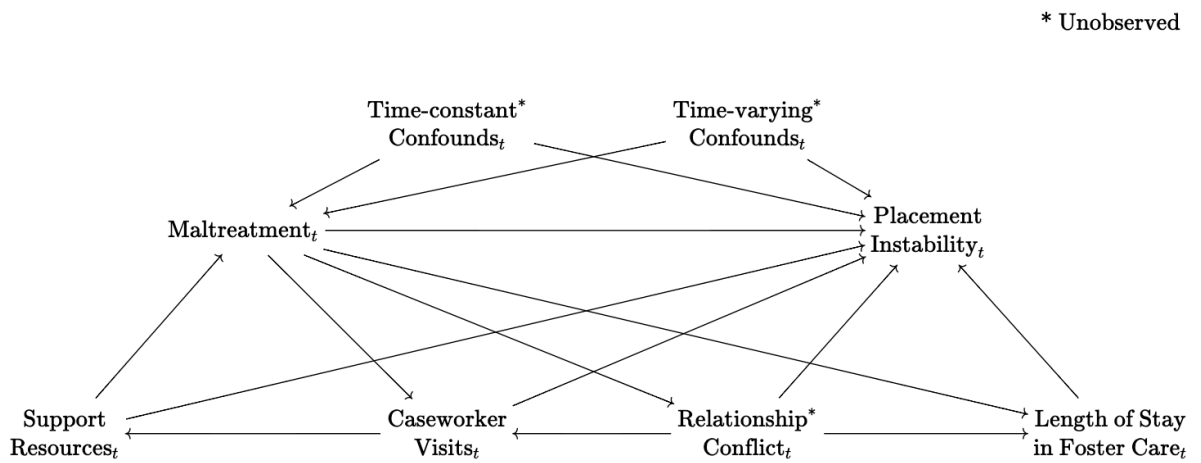 * Unobserved
Time-constant*
Confounds_t
Time-varying*
Confounds_t
Maltreatment_t
Placement
Instability_t
Support
Resources_t
Caseworker
Visits_t
Relationship*
Conflict_t
Length of Stay
in Foster Care_t